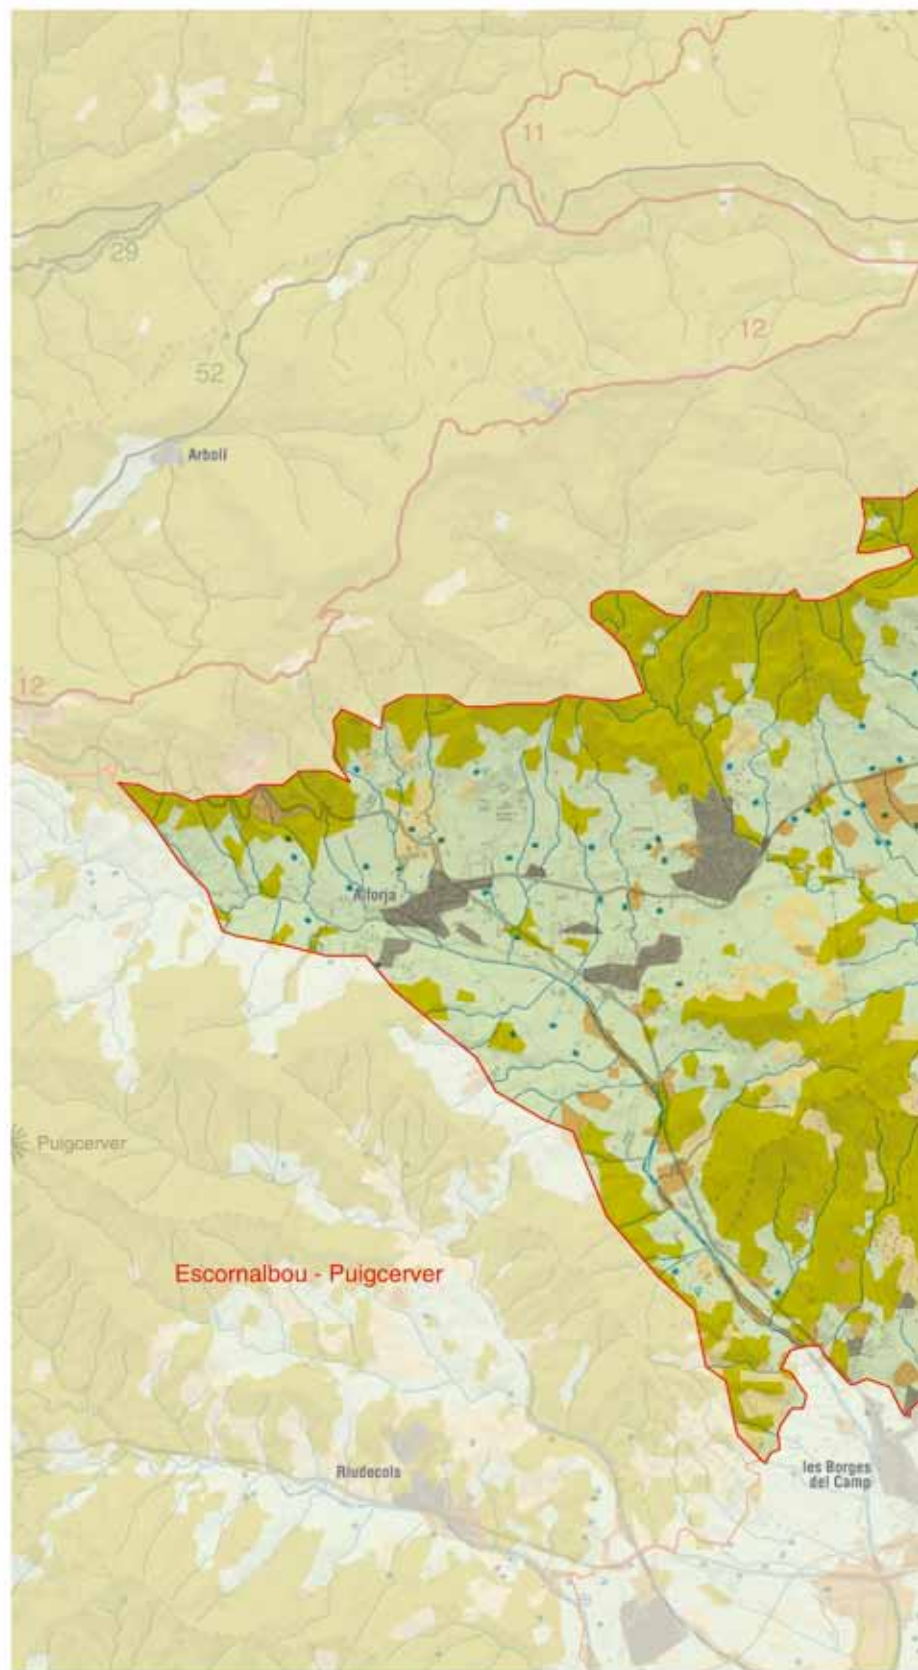 11
29
12
52
Arbolí
12
Alforja
Puigcerver
Escornalbou - Puigcerver
Riudecols
les Borges
del Camp